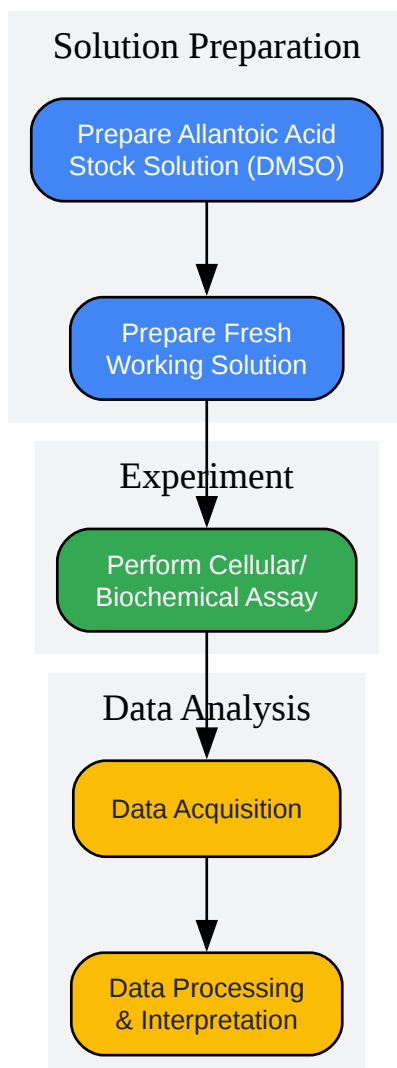 Solution Preparation
Prepare Allantoic Acid
Stock Solution (DMSO)
Prepare Fresh
Working Solution
Experiment
Perform Cellular/
Biochemical Assay
Data Analysis
Data Acquisition
Data Processing
& Interpretation